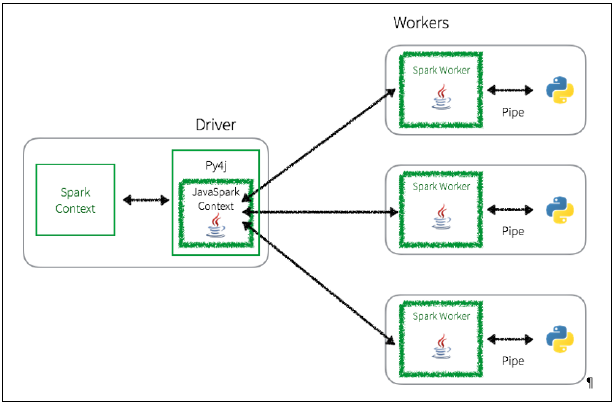 Workers
Driver
Spark
Context
Py4j
JavaSpark
Context
Spark Worker
Pipe
Spark Worker
Pipe
Spark Worker
Pipe
¶